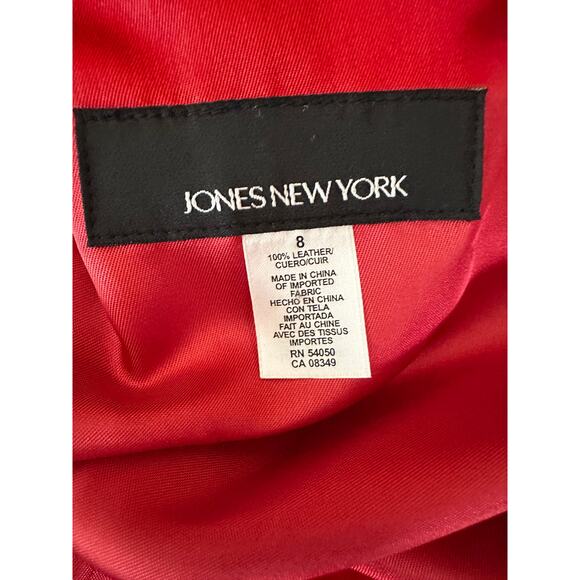 JONES NEW YORK
8
100% LEATHER/
CUERO/CUIR
MADE IN CHINA
OF IMPORTED
FABRIC
HECHO EN CHINA
CON TELA
IMPORTADA
FAIT AU CHINE
AVEC DES TISSUS
IMPORTES
RN 54050
CA 08349